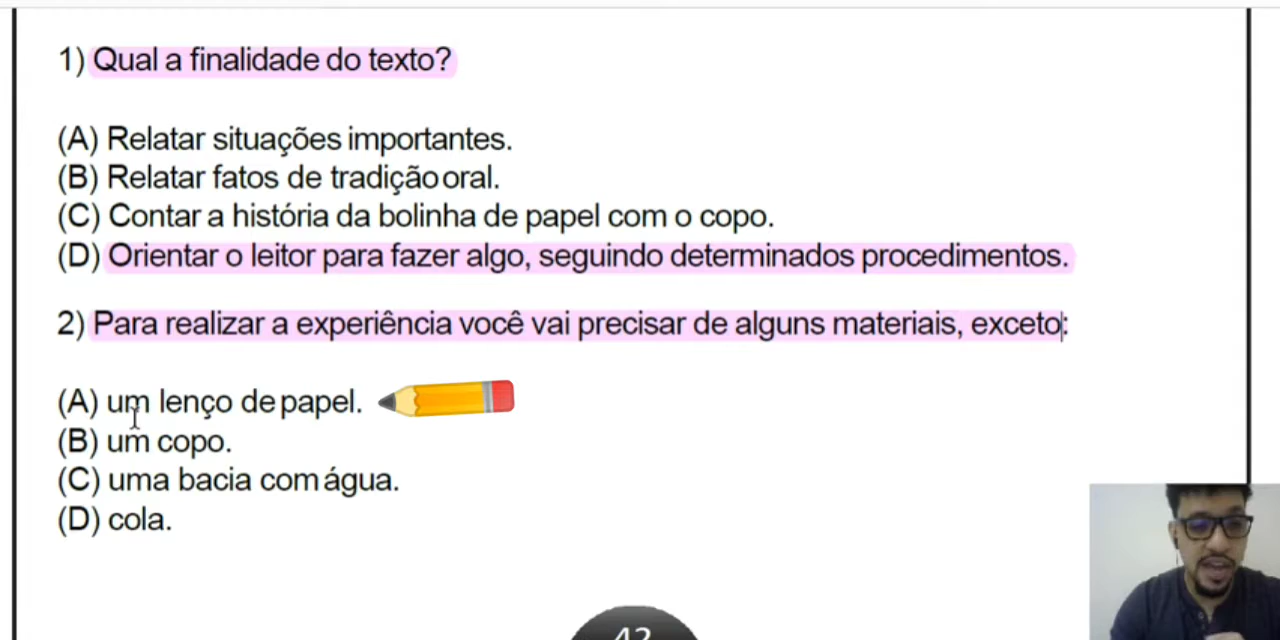 1) Qual a finalidade do texto?
(A) Relatar situações importantes.
(B) Relatar fatos de tradição oral.
(C) Contar a história da bolinha de papel com o copo.
(D) Orientar o leitor para fazer algo, seguindo determinados procedimentos.
2) Para realizar a experiência você vai precisar de alguns materiais, exceto:
(A) um lenço de papel.
(B) um copo.
(C) uma bacia com água.
(D) cola.
42